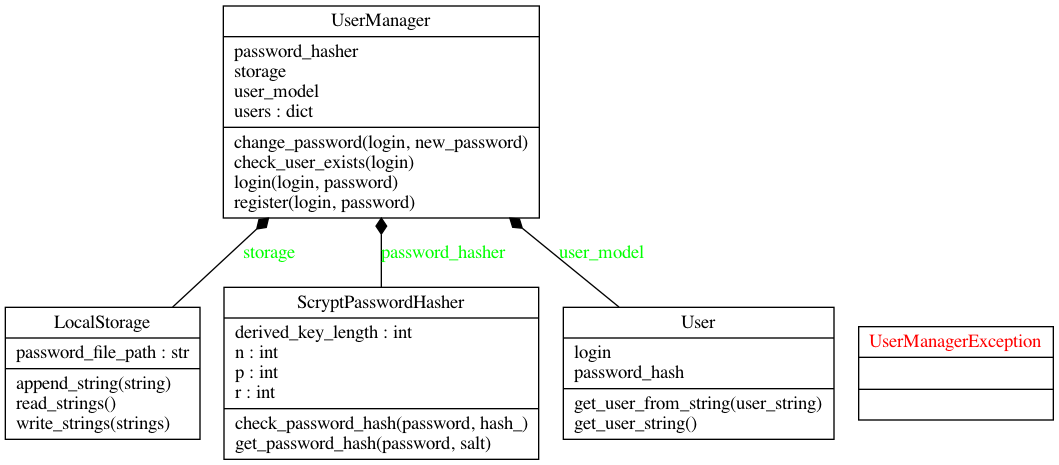 UserManager
password_hasher
storage
user_model
users : dict
change_password(login, new_password)
check_user_exists(login)
login(login, password)
register(login, password)
storage
password_hasher
user_model
LocalStorage
password_file_path : str
append_string(string)
read_strings()
write_strings(strings)
ScryptPasswordHasher
derived_key_length : int
n : int
p : int
r : int
check_password_hash(password, hash_)
get_password_hash(password, salt)
User
login
password_hash
get_user_from_string(user_string)
get_user_string()
UserManagerException